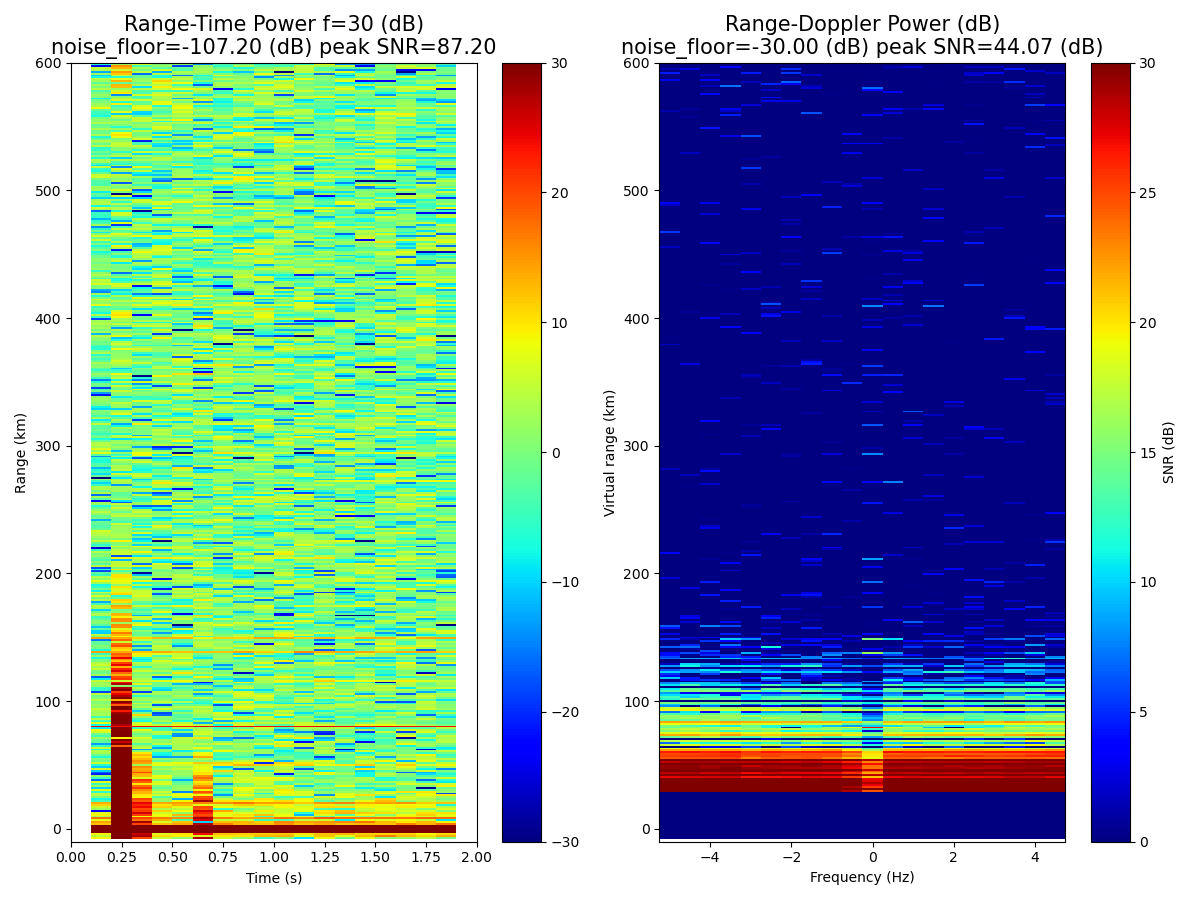 Range-Time Power f=30 (dB)
noise_floor=-107.20 (dB) peak SNR=87.20
600
500
400
300
200
100
0
Range (km)
0.00 0.25 0.50 0.75 1.00 1.25 1.50 1.75 2.00
Time (s)
30
20
10
0
−10
−20
−30
Range-Doppler Power (dB)
noise_floor=-30.00 (dB) peak SNR=44.07 (dB)
600
500
400
300
200
100
0
Virtual range (km)
−4 −2 0 2 4
Frequency (Hz)
30
25
20
15
10
5
0
SNR (dB)